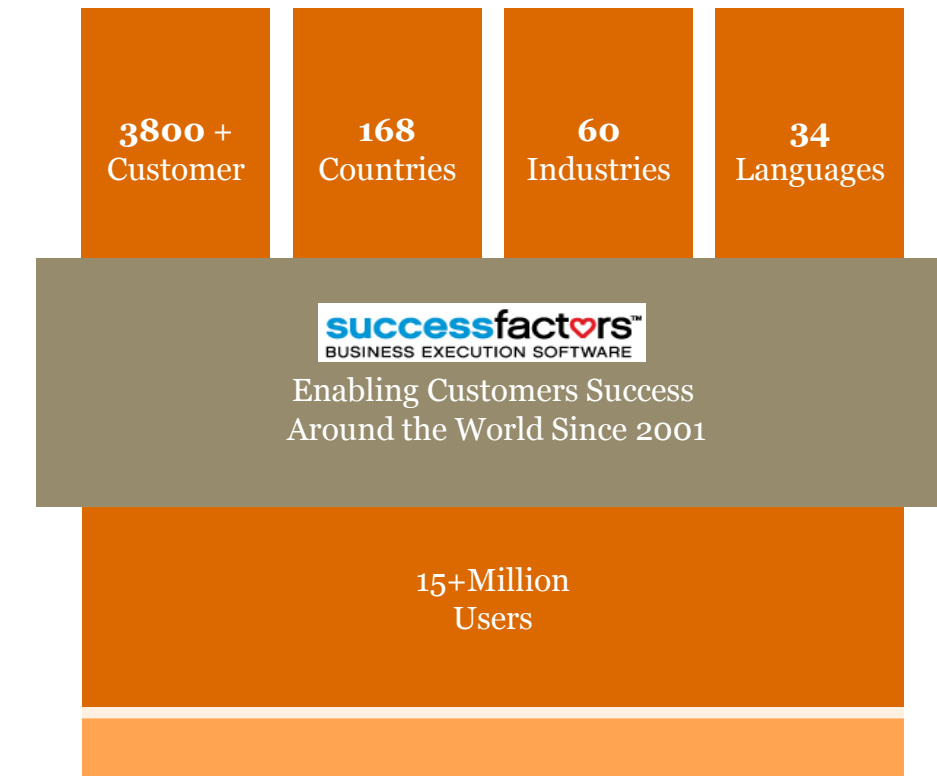 3800 +
Customer
168
Countries
60
Industries
34
Languages
successfactors™
BUSINESS EXECUTION SOFTWARE
Enabling Customers Success
Around the World Since 2001
15+Million
Users